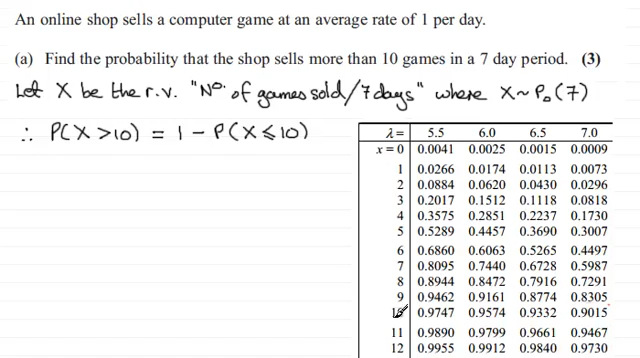 An online shop sells a computer game at an average rate of 1 per day.
(a) Find the probability that the shop sells more than 10 games in a 7 day period. (3)
Let X be the r.v. "No. of games sold/7days" where X ~ Po(7)
∴ P(X > 10) = 1 - P(X ⩽ 10)
λ = 5.5 6.0 6.5 7.0
x = 0 0.0041 0.0025 0.0015 0.0009
1 0.0266 0.0174 0.0113 0.0073
2 0.0884 0.0620 0.0430 0.0296
3 0.2017 0.1512 0.1118 0.0818
4 0.3575 0.2851 0.2237 0.1730
5 0.5289 0.4457 0.3690 0.3007
6 0.6860 0.6063 0.5265 0.4497
7 0.8095 0.7440 0.6728 0.5987
8 0.8944 0.8472 0.7916 0.7291
9 0.9462 0.9161 0.8774 0.8305
10 0.9747 0.9574 0.9332 0.9015
11 0.9890 0.9799 0.9661 0.9467
12 0.9955 0.9912 0.9840 0.9730